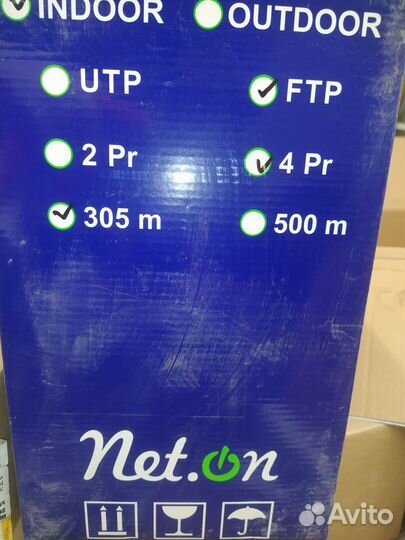 INDOOR OUTDOOR
UTP FTP
2 Pr 4 Pr
305 m 500 m
Net.on
Avito